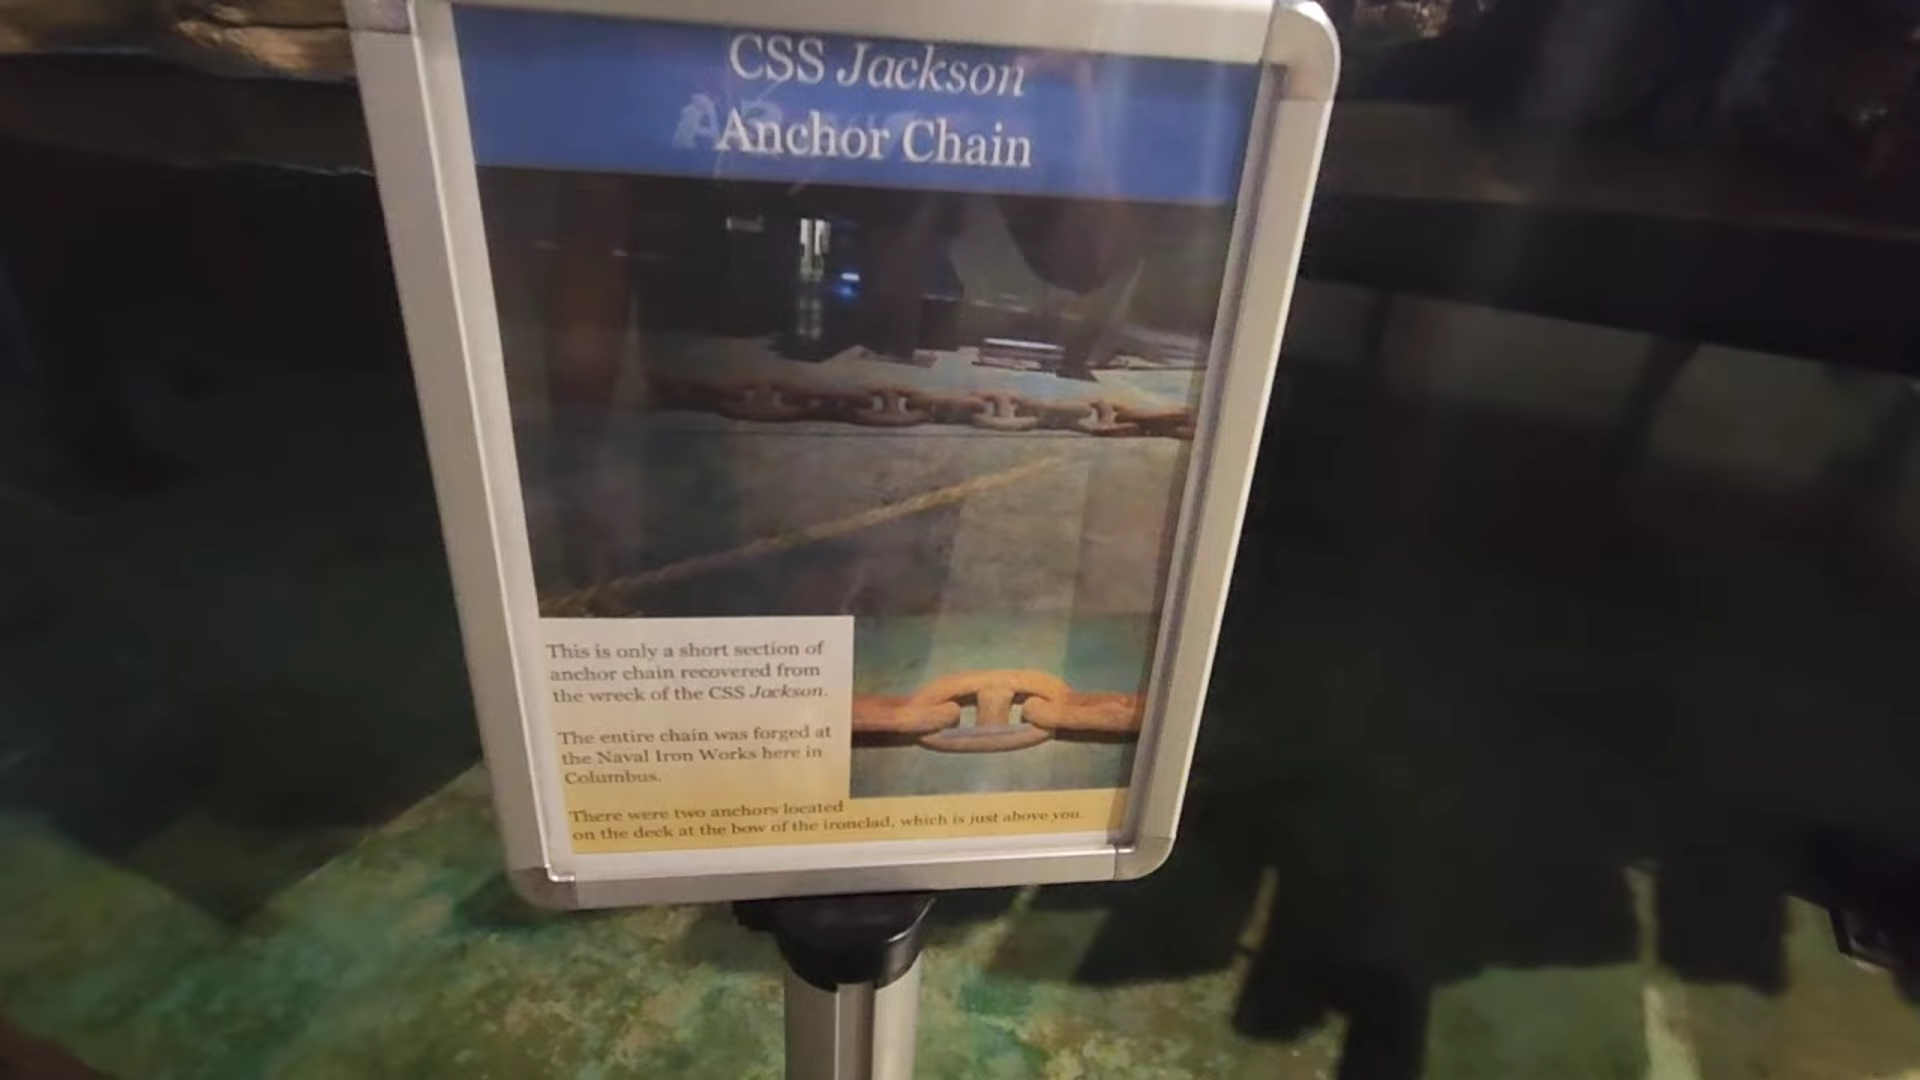 CSS Jackson
Anchor Chain
This is only a short section of
anchor chain recovered from
the wreck of the CSS Jackson.
The entire chain was forged at
the Naval Iron Works here in
Columbus.
There were two anchors located
on the deck at the bow of the ironclad, which is just above you.